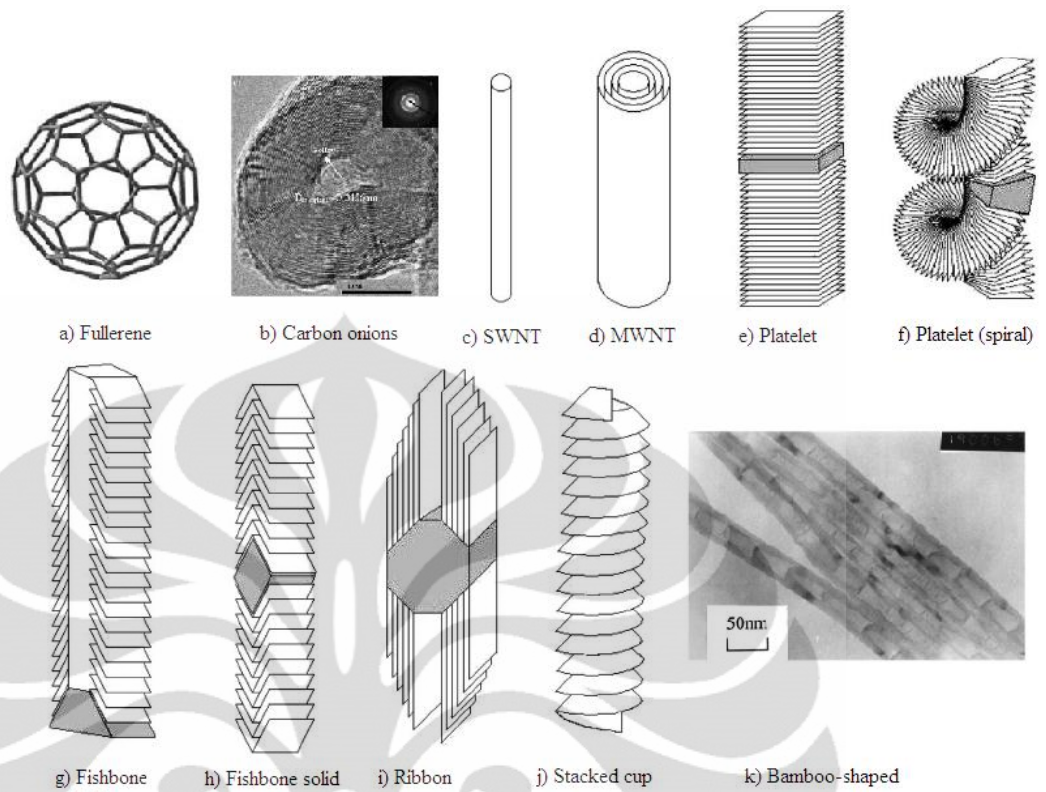 a) Fullerene
b) Carbon onions
c) SWNT
d) MWNT
e) Platelet
f) Platelet (spiral)
50nm
g) Fishbone
h) Fishbone solid
i) Ribbon
j) Stacked cup
k) Bamboo-shaped